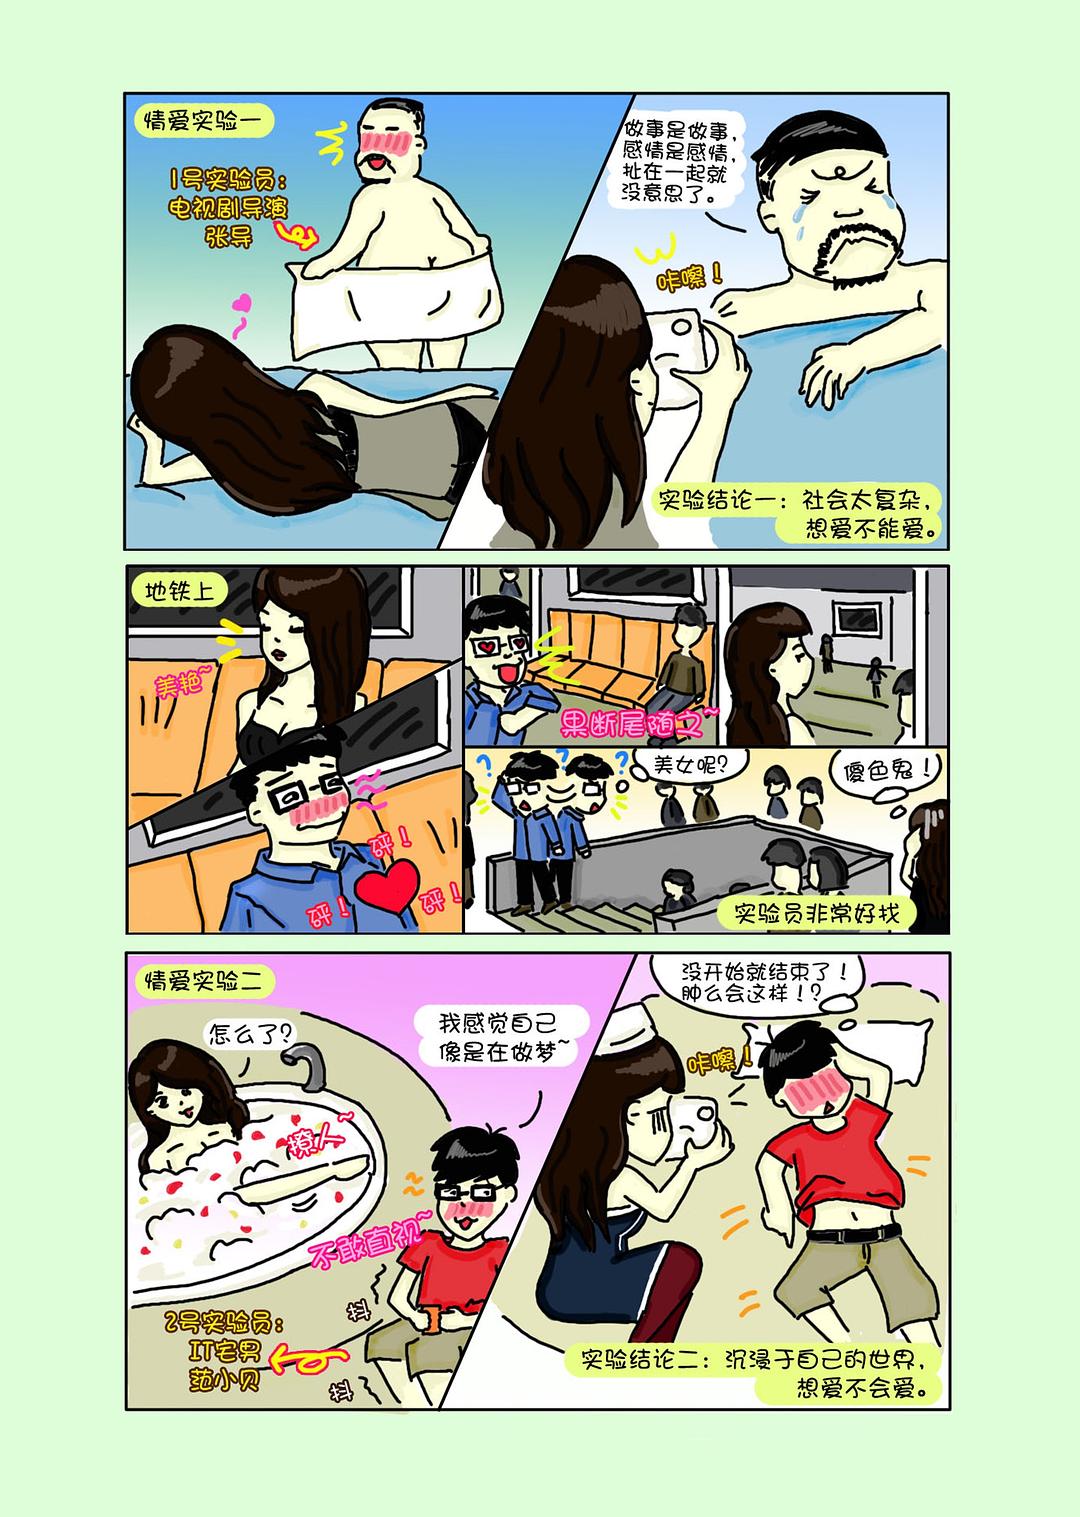 情爱实验一
1号实验员：
电视剧导演
张导
做事是做事，
感情是感情，
扯在一起就
没意思了。
咔嚓！
实验结论一：社会太复杂，
想爱不能爱。
地铁上
美艳~
砰！
砰！
砰！
果断尾随之~
?
?
?
美女呢？
傻色鬼！
实验员非常好找
情爱实验二
怎么了？
撩人~
我感觉自己
像是在做梦~
不敢直视~
抖
抖
2号实验员：
IT宅男
范小贝
没开始就结束了！
肿么会这样！？
咔嚓！
实验结论二：沉浸于自己的世界，
想爱不会爱。